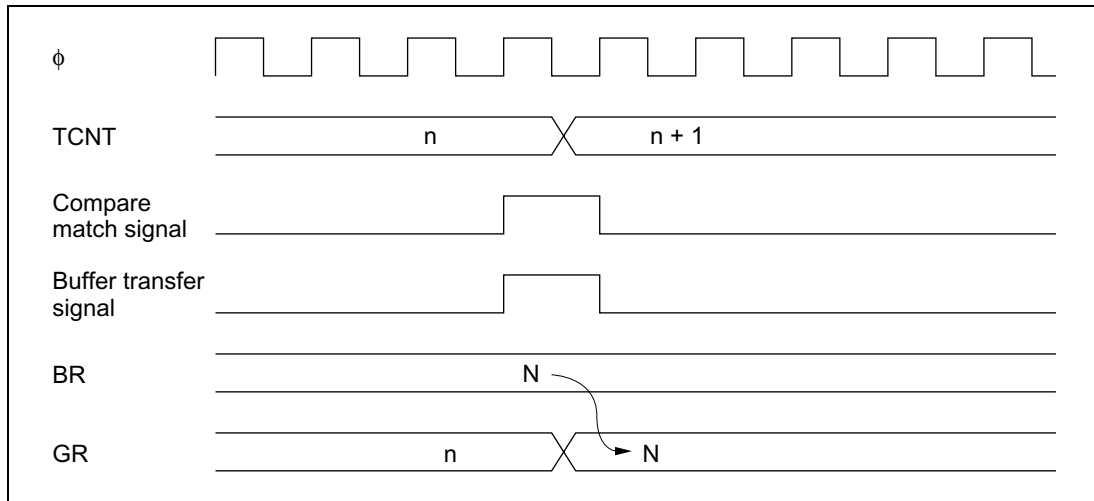 ϕ
TCNT
n
n + 1
Compare
match signal
Buffer transfer
signal
BR
N
GR
n
N